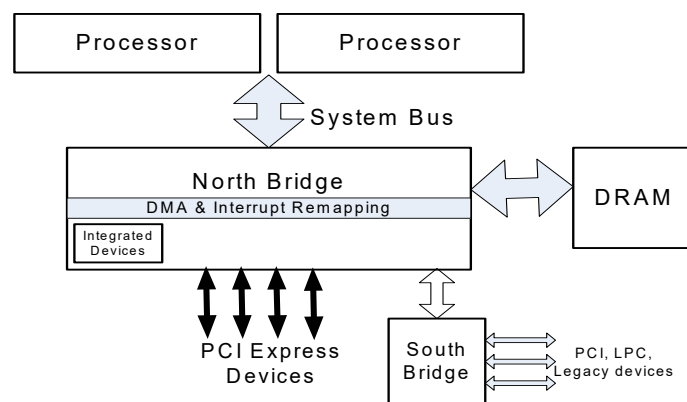 Processor
Processor
System Bus
North Bridge
DMA & Interrupt Remapping
Integrated
Devices
DRAM
PCI Express
Devices
South
Bridge
PCI, LPC,
Legacy devices